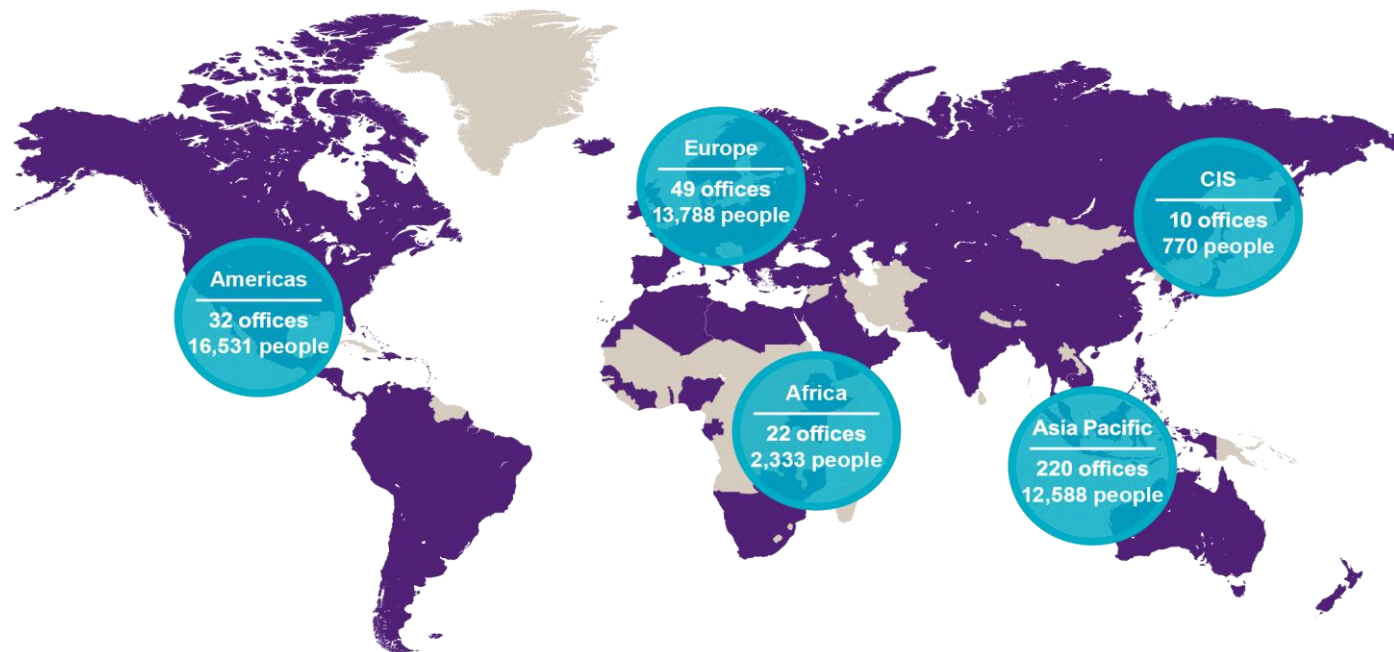 Europe
49 offices
13,788 people
CIS
10 offices
770 people
Americas
32 offices
16,531 people
Africa
22 offices
2,333 people
Asia Pacific
220 offices
12,588 people